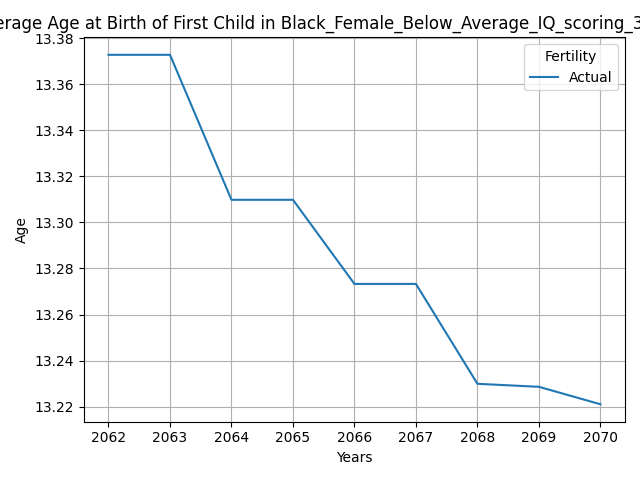 erage Age at Birth of First Child in Black_Female_Below_Average_IQ_scoring_3
13.38
13.36
13.34
13.32
13.30
13.28
13.26
13.24
13.22
Age
Fertility
Actual
2062 2063 2064 2065 2066 2067 2068 2069 2070
Years